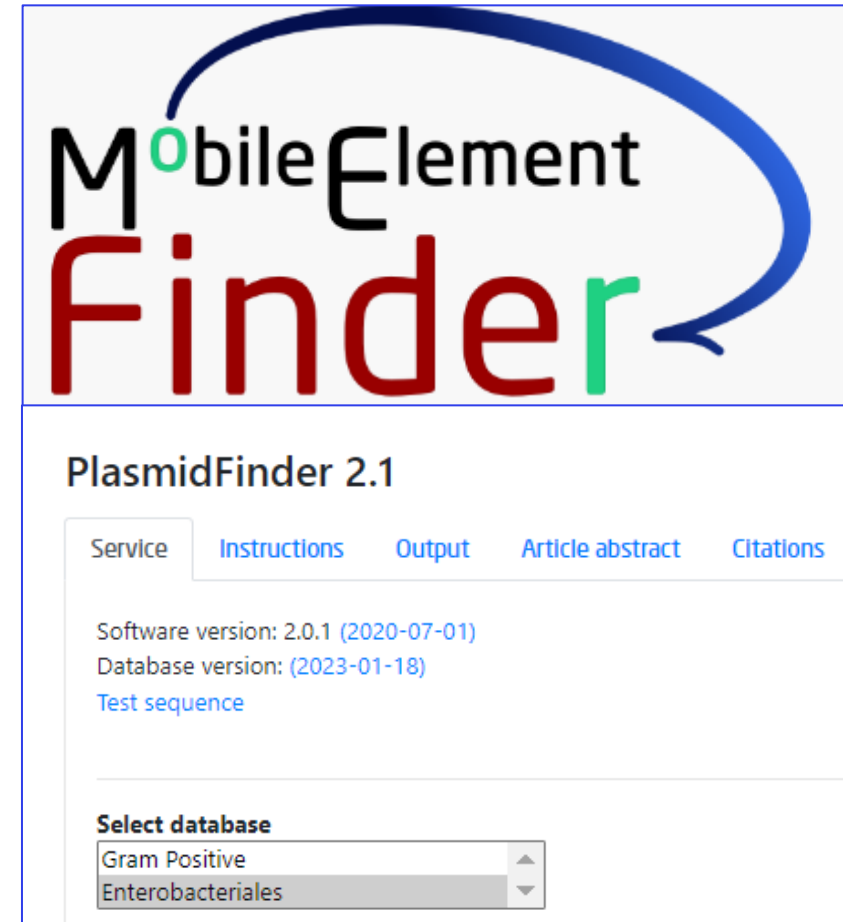 MobileElement
Finder
PlasmidFinder 2.1
Service Instructions Output Article abstract Citations
Software version: 2.0.1 (2020-07-01)
Database version: (2023-01-18)
Test sequence
Select database
Gram Positive
Enterobacteriales